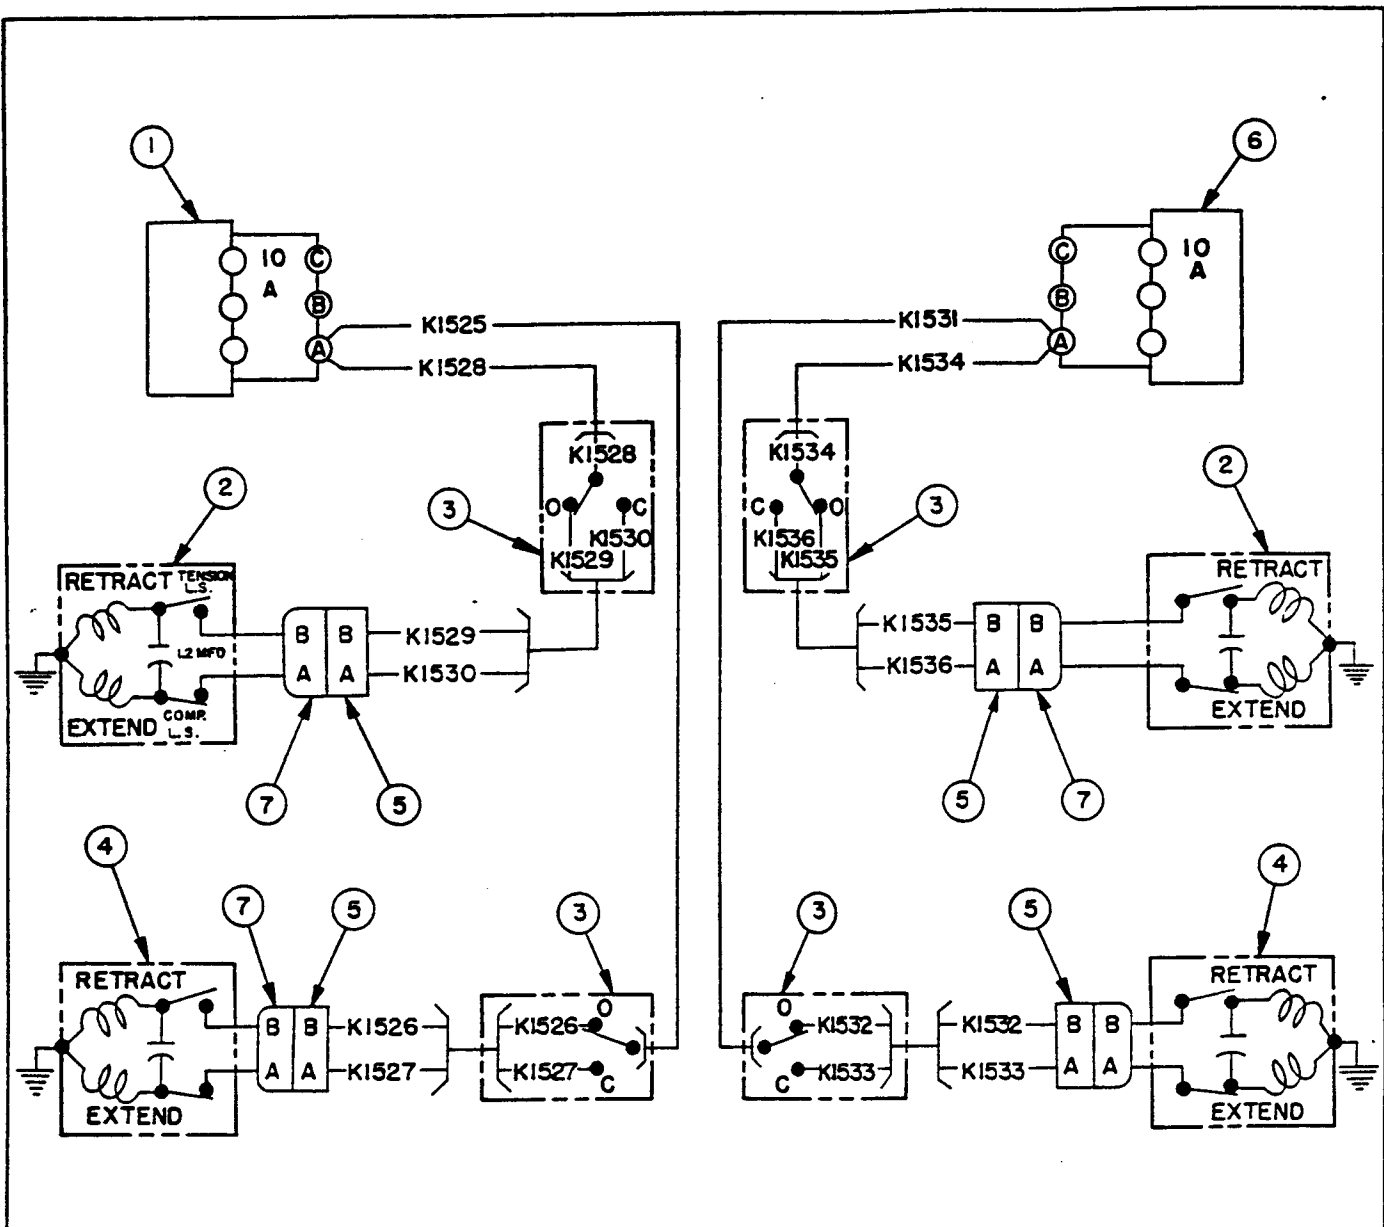 1
6
10
A
C
B
A
C
B
A
10
A
K1525
K1528
K1531
K1534
2
3
K1528
O
C
K1530
K1529
K1534
C
O
K1536
K1535
3
2
RETRACT
TENSION
L.S.
1.2 MFD
EXTEND
COMP.
L.S.
B
A
B
A
K1529
K1530
K1535
K1536
B
A
B
A
RETRACT
EXTEND
7
5
5
7
4
7
5
3
3
5
4
RETRACT
EXTEND
B
A
B
A
K1526
K1527
K1526
K1527
O
C
O
C
K1532
K1533
K1532
K1533
B
A
B
A
RETRACT
EXTEND